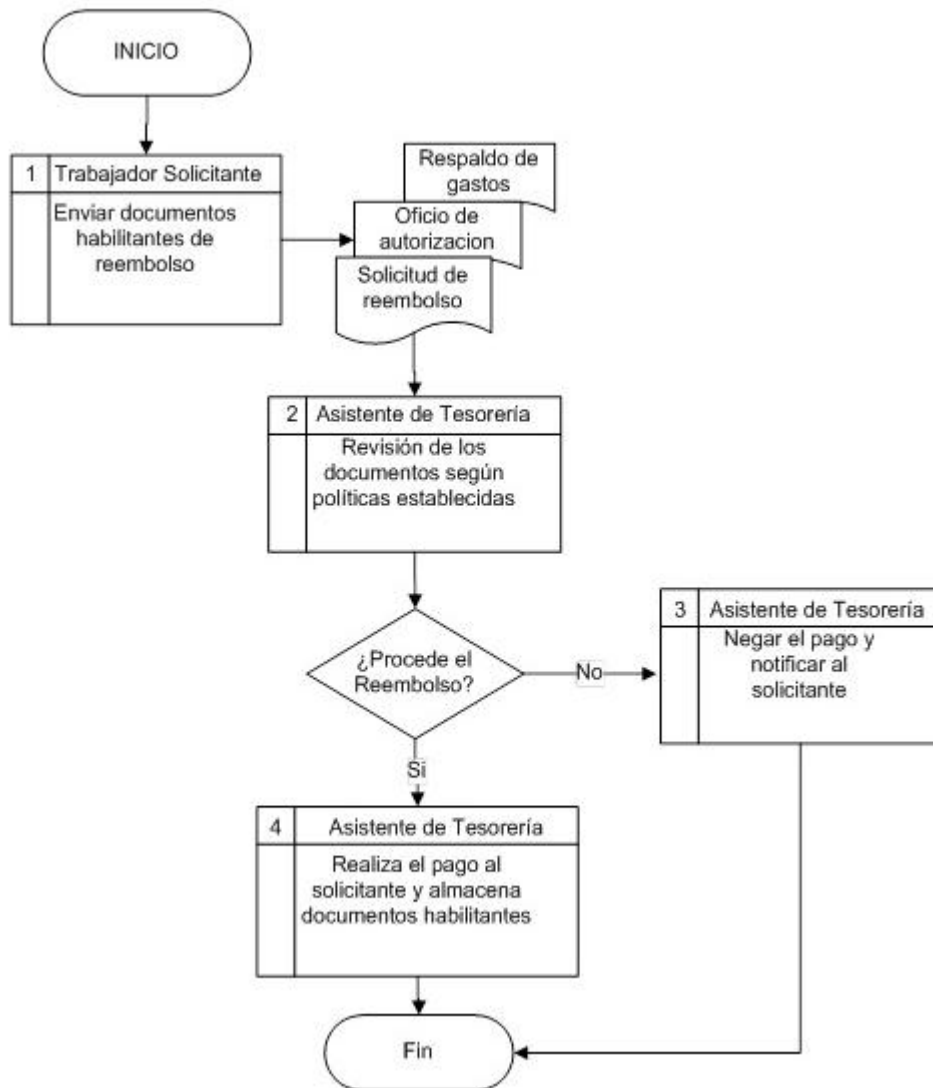 INICIO
1 Trabajador Solicitante
Enviar documentos
habilitantes de
reembolso
Respaldo de
gastos
Oficio de
autorizacion
Solicitud de
reembolso
2 Asistente de Tesorería
Revisión de los
documentos según
políticas establecidas
¿Procede el
Reembolso?
No
3 Asistente de Tesorería
Negar el pago y
notificar al
solicitante
Si
4 Asistente de Tesorería
Realiza el pago al
solicitante y almacena
documentos habilitantes
Fin